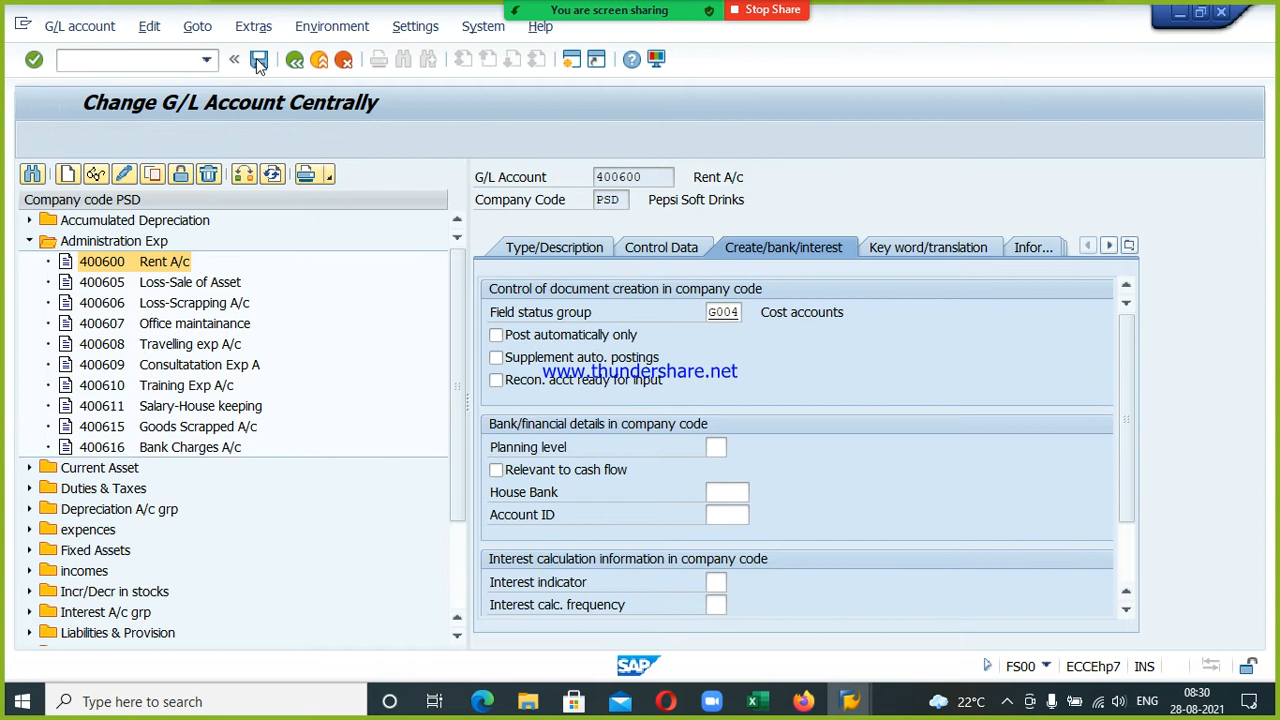 You are screen sharing
Stop Share
G/L account Edit Goto Extras Environment Settings System Help
Change G/L Account Centrally
Company code PSD
Accumulated Depreciation
Administration Exp
400600 Rent A/c
400605 Loss-Sale of Asset
400606 Loss-Scrapping A/c
400607 Office maintainance
400608 Travelling exp A/c
400609 Consultatation Exp A
400610 Training Exp A/c
400611 Salary-House keeping
400615 Goods Scrapped A/c
400616 Bank Charges A/c
Current Asset
Duties & Taxes
Depreciation A/c grp
expences
Fixed Assets
incomes
Incr/Decr in stocks
Interest A/c grp
Liabilities & Provision
G/L Account 400600 Rent A/c
Company Code PSD Pepsi Soft Drinks
Type/Description Control Data Create/bank/interest Key word/translation Infor...
Control of document creation in company code
Field status group G004 Cost accounts
Post automatically only
Supplement auto. postings
www.thundershare.net
Recon. acct ready for input
Bank/financial details in company code
Planning level
Relevant to cash flow
House Bank
Account ID
Interest calculation information in company code
Interest indicator
Interest calc. frequency
SAP
FS00 ECCEhp7 INS
Type here to search
22°C ENG
08:30
28-08-2021